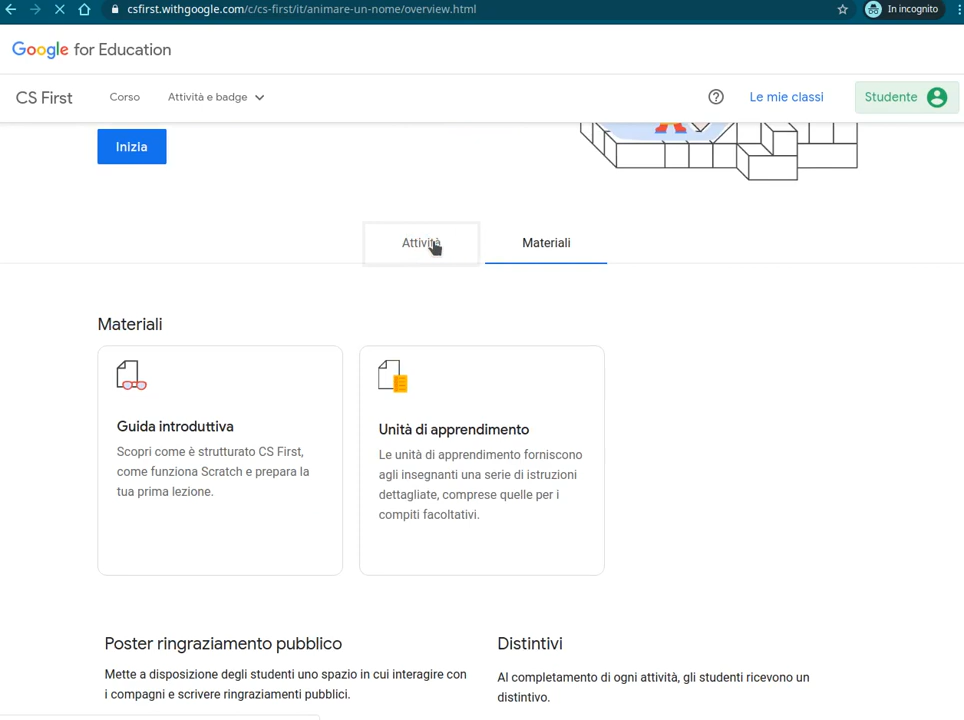 csfirst.withgoogle.com/c/cs-first/it/animare-un-nome/overview.html
In incognito
Google for Education
CS First
Corso
Attività e badge
Le mie classi
Studente
Inizia
Attività
Materiali
Materiali
Guida introduttiva
Scopri come è strutturato CS First,
come funziona Scratch e prepara la
tua prima lezione.
Unità di apprendimento
Le unità di apprendimento forniscono
agli insegnanti una serie di istruzioni
dettagliate, comprese quelle per i
compiti facoltativi.
Poster ringraziamento pubblico
Mette a disposizione degli studenti uno spazio in cui interagire con
i compagni e scrivere ringraziamenti pubblici.
Distintivi
Al completamento di ogni attività, gli studenti ricevono un
distintivo.